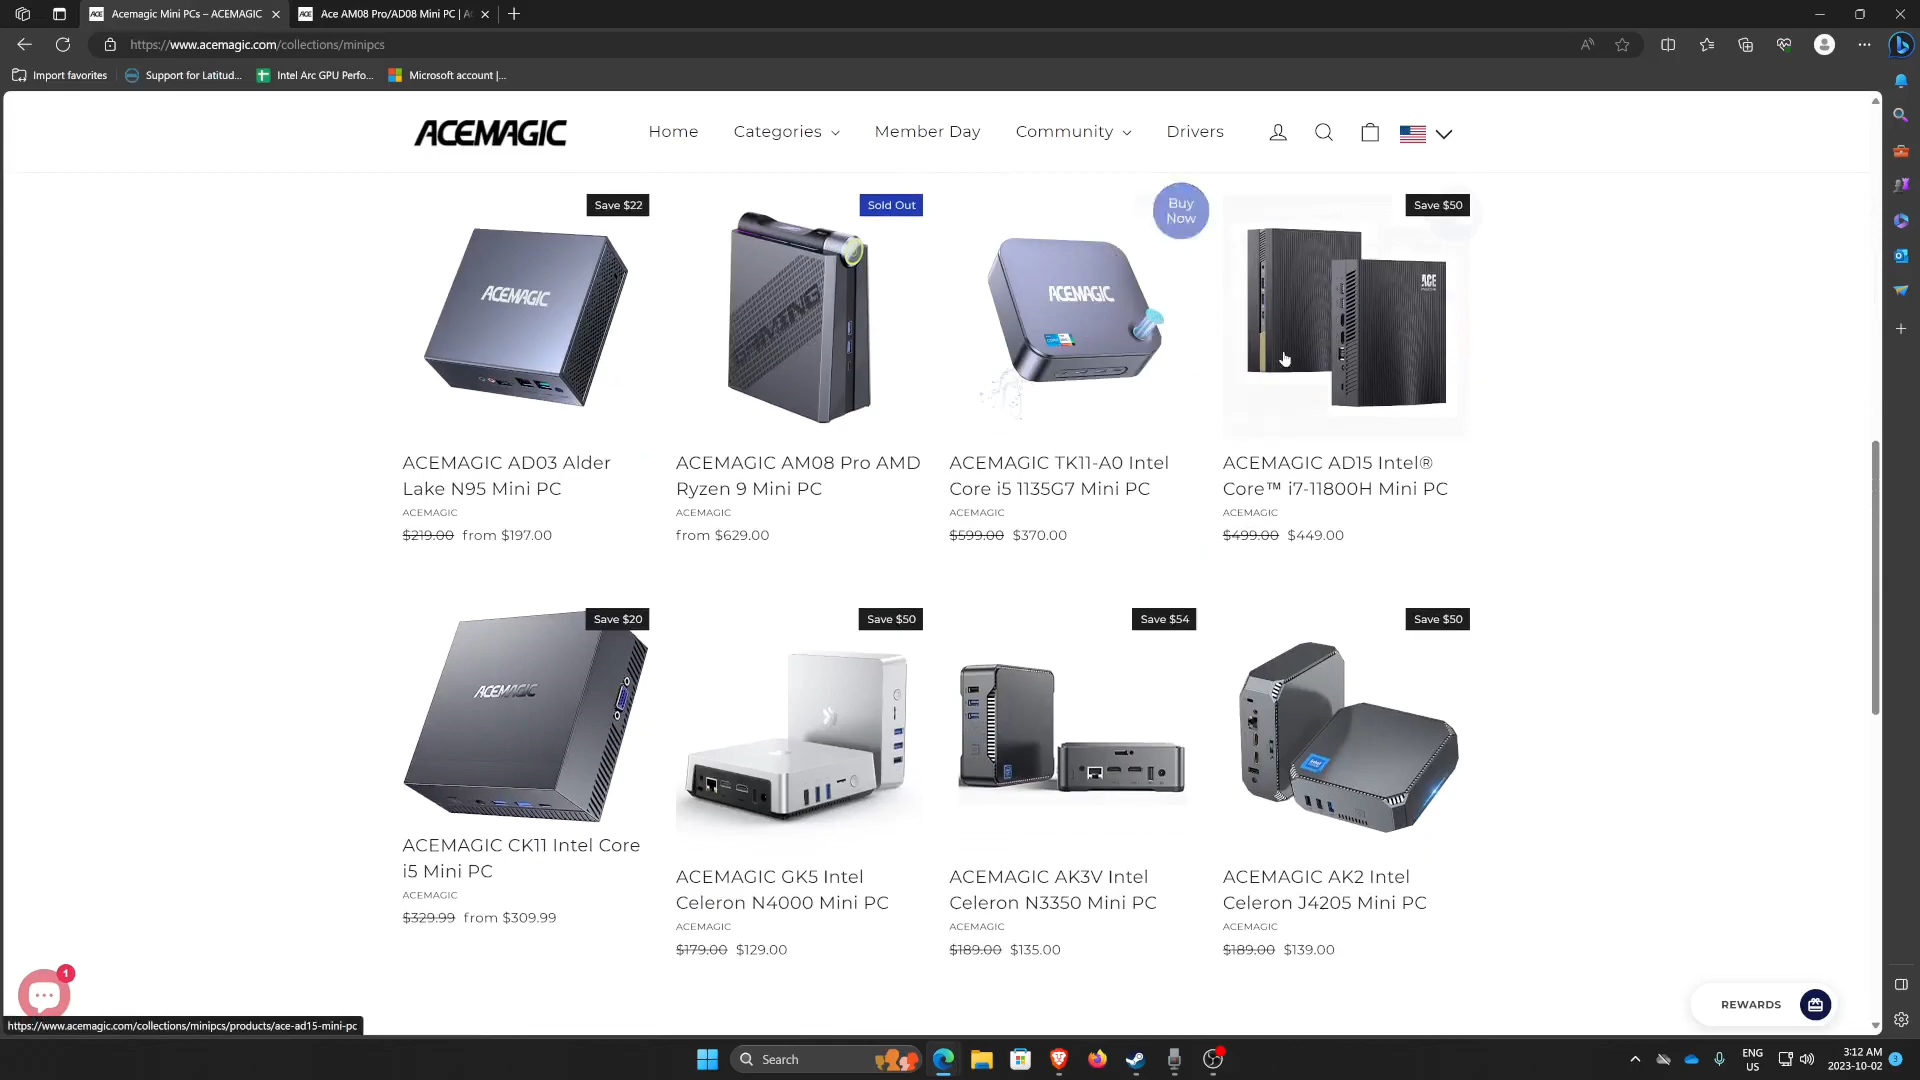 Acemagic Mini PCs – ACEMAGIC
Ace AM08 Pro/AD08 Mini PC | A
https://www.acemagic.com/collections/minipcs
Import favorites
Support for Latitud...
Intel Arc GPU Perfo...
Microsoft account |...
ACEMAGIC
Home
Categories
Member Day
Community
Drivers
Save $22
Sold Out
Buy
Now
Save $50
ACEMAGIC
GAMING
ACEMAGIC
ACE
ACEMAGIC AD03 Alder
Lake N95 Mini PC
ACEMAGIC
$219.00 from $197.00
ACEMAGIC AM08 Pro AMD
Ryzen 9 Mini PC
ACEMAGIC
from $629.00
ACEMAGIC TK11-A0 Intel
Core i5 1135G7 Mini PC
ACEMAGIC
$599.00 $370.00
ACEMAGIC AD15 Intel®
Core™ i7-11800H Mini PC
ACEMAGIC
$499.00 $449.00
Save $20
Save $50
Save $54
Save $50
ACEMAGIC
ACEMAGIC CK11 Intel Core
i5 Mini PC
ACEMAGIC
$329.99 from $309.99
ACEMAGIC GK5 Intel
Celeron N4000 Mini PC
ACEMAGIC
$179.00 $129.00
ACEMAGIC AK3V Intel
Celeron N3350 Mini PC
ACEMAGIC
$189.00 $135.00
ACEMAGIC AK2 Intel
Celeron J4205 Mini PC
ACEMAGIC
$189.00 $139.00
1
REWARDS
https://www.acemagic.com/collections/minipcs/products/ace-ad15-mini-pc
Search
ENG
US
3:12 AM
2023-10-02
3